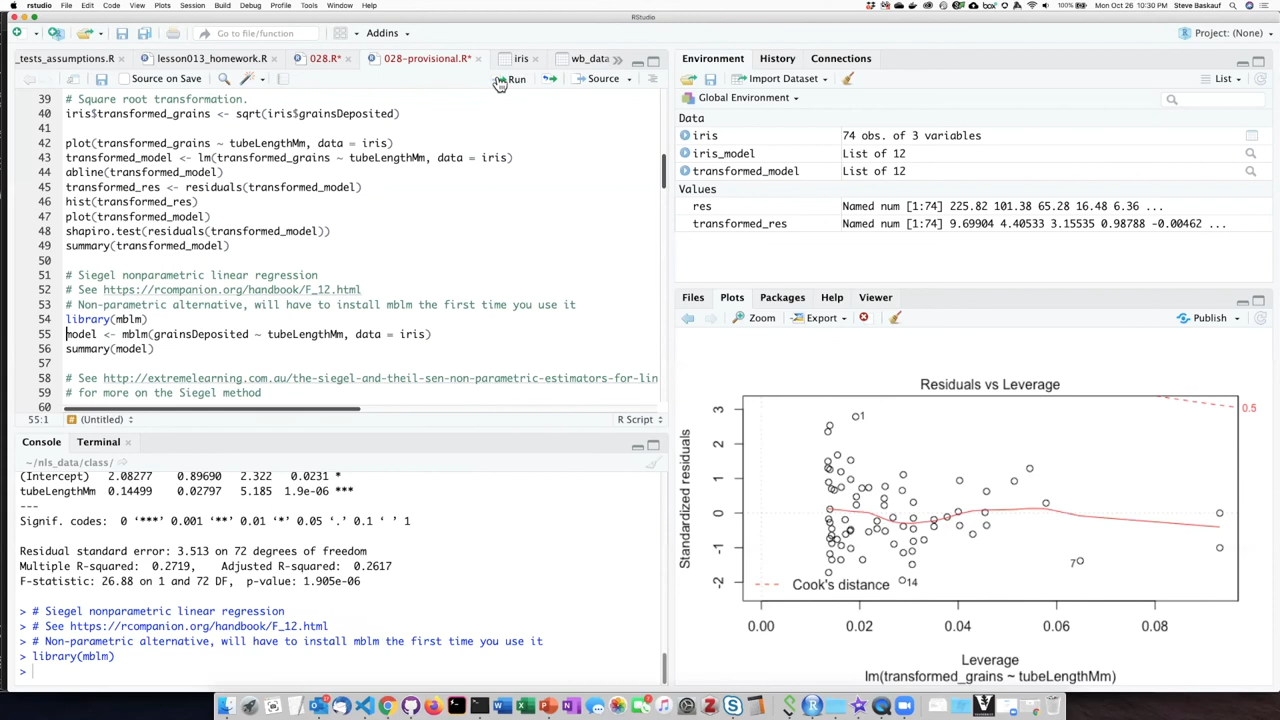 rstudio File Edit Code View Plots Session Build Debug Profile Tools Window Help 100% Mon Oct 26 10:30 PM Steve Baskauf
RStudio
Go to file/function Addins Project: (None)
_tests_assumptions.R lesson013_homework.R 028.R* 028-provisional.R* iris wb_data
Source on Save Run Source
39 # Square root transformation.
40 iris$transformed_grains <- sqrt(iris$grainsDeposited)
41
42 plot(transformed_grains ~ tubeLengthMm, data = iris)
43 transformed_model <- lm(transformed_grains ~ tubeLengthMm, data = iris)
44 abline(transformed_model)
45 transformed_res <- residuals(transformed_model)
46 hist(transformed_res)
47 plot(transformed_model)
48 shapiro.test(residuals(transformed_model))
49 summary(transformed_model)
50
51 # Siegel nonparametric linear regression
52 # See https://rcompanion.org/handbook/F_12.html
53 # Non-parametric alternative, will have to install mblm the first time you use it
54 library(mblm)
55 model <- mblm(grainsDeposited ~ tubeLengthMm, data = iris)
56 summary(model)
57
58 # See http://extremelearning.com.au/the-siegel-and-theil-sen-non-parametric-estimators-for-lin
59 # for more on the Siegel method
60
55:1 (Untitled) R Script
Console Terminal
~/nls_data/class/
(Intercept) 2.08277 0.89690 2.322 0.0231 *
tubeLengthMm 0.14499 0.02797 5.185 1.9e-06 ***
---
Signif. codes: 0 ‘***’ 0.001 ‘**’ 0.01 ‘*’ 0.05 ‘.’ 0.1 ‘ ’ 1
Residual standard error: 3.513 on 72 degrees of freedom
Multiple R-squared: 0.2719, Adjusted R-squared: 0.2617
F-statistic: 26.88 on 1 and 72 DF, p-value: 1.905e-06
> # Siegel nonparametric linear regression
> # See https://rcompanion.org/handbook/F_12.html
> # Non-parametric alternative, will have to install mblm the first time you use it
> library(mblm)
>
Environment History Connections
Import Dataset List
Global Environment
Data
iris 74 obs. of 3 variables
iris_model List of 12
transformed_model List of 12
Values
res Named num [1:74] 225.82 101.38 65.28 16.48 6.36 ...
transformed_res Named num [1:74] 9.69904 4.40533 3.15535 0.98788 -0.00462 ...
Files Plots Packages Help Viewer
Zoom Export Publish
Residuals vs Leverage
0.5
3
2
1
0
-1
-2
Standardized residuals
1
7
14
Cook's distance
0.00 0.02 0.04 0.06 0.08
Leverage
lm(transformed_grains ~ tubeLengthMm)